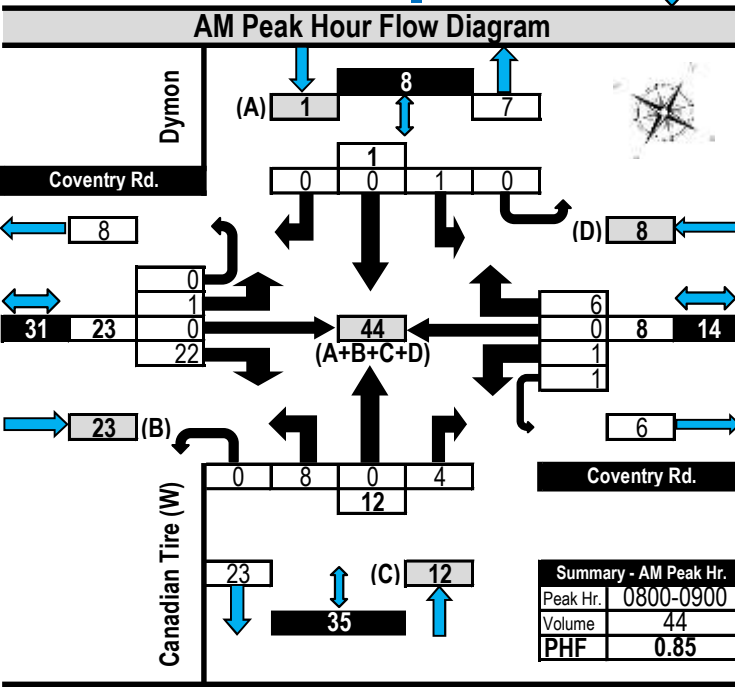 AM Peak Hour Flow Diagram
Dymon
8
(A) 1 7
1
Coventry Rd.
0 0 1 0
8
(D) 8
0
1
6
31 23 0
44
0 8 14
22
(A+B+C+D)
1
1
23 (B)
6
0 8 0 4
12
Coventry Rd.
Canadian Tire (W)
23
(C) 12
35
Summary - AM Peak Hr.
Peak Hr. 0800-0900
Volume 44
PHF 0.85